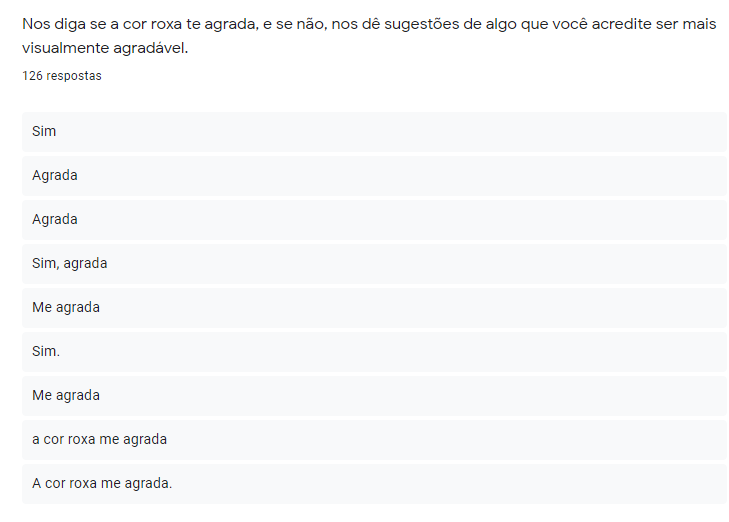 Nos diga se a cor roxa te agrada, e se não, nos dê sugestões de algo que você acredite ser mais
visualmente agradável.
126 respostas
Sim
Agrada
Agrada
Sim, agrada
Me agrada
Sim.
Me agrada
a cor roxa me agrada
A cor roxa me agrada.